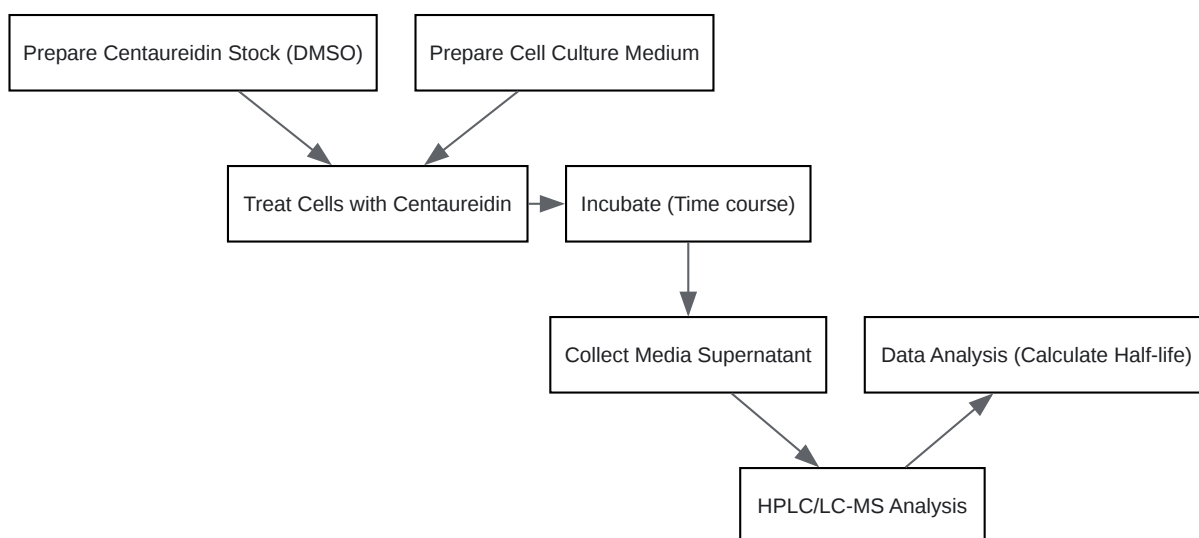 Prepare Centaureidin Stock (DMSO)
Prepare Cell Culture Medium
Treat Cells with Centaureidin
Incubate (Time course)
Collect Media Supernatant
Data Analysis (Calculate Half-life)
HPLC/LC-MS Analysis